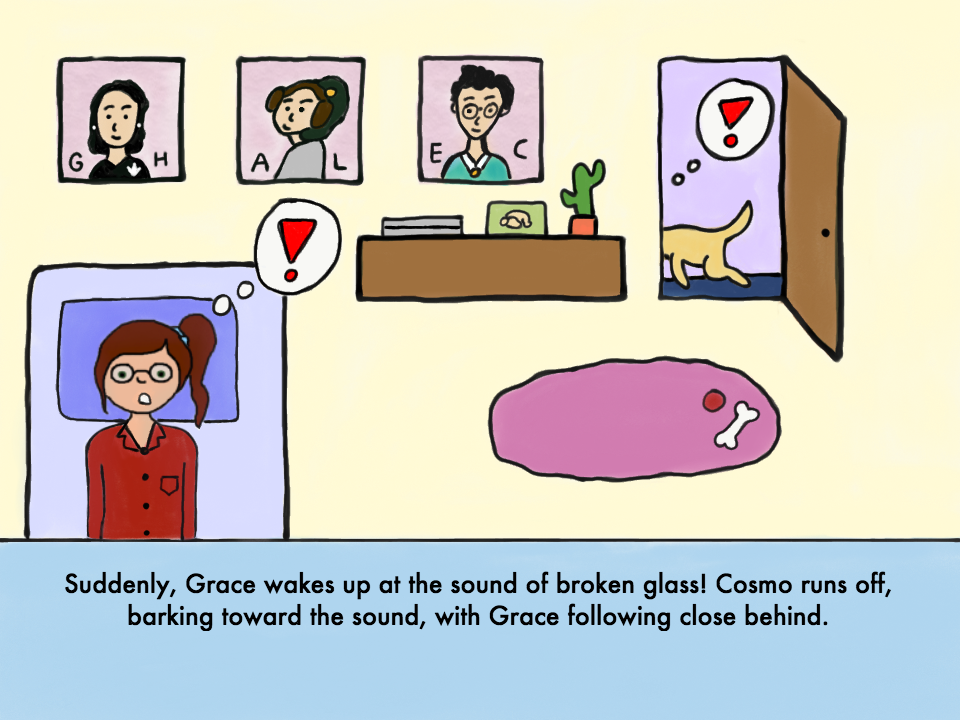 G H
A L
E C
!
!
Suddenly, Grace wakes up at the sound of broken glass! Cosmo runs off,
barking toward the sound, with Grace following close behind.